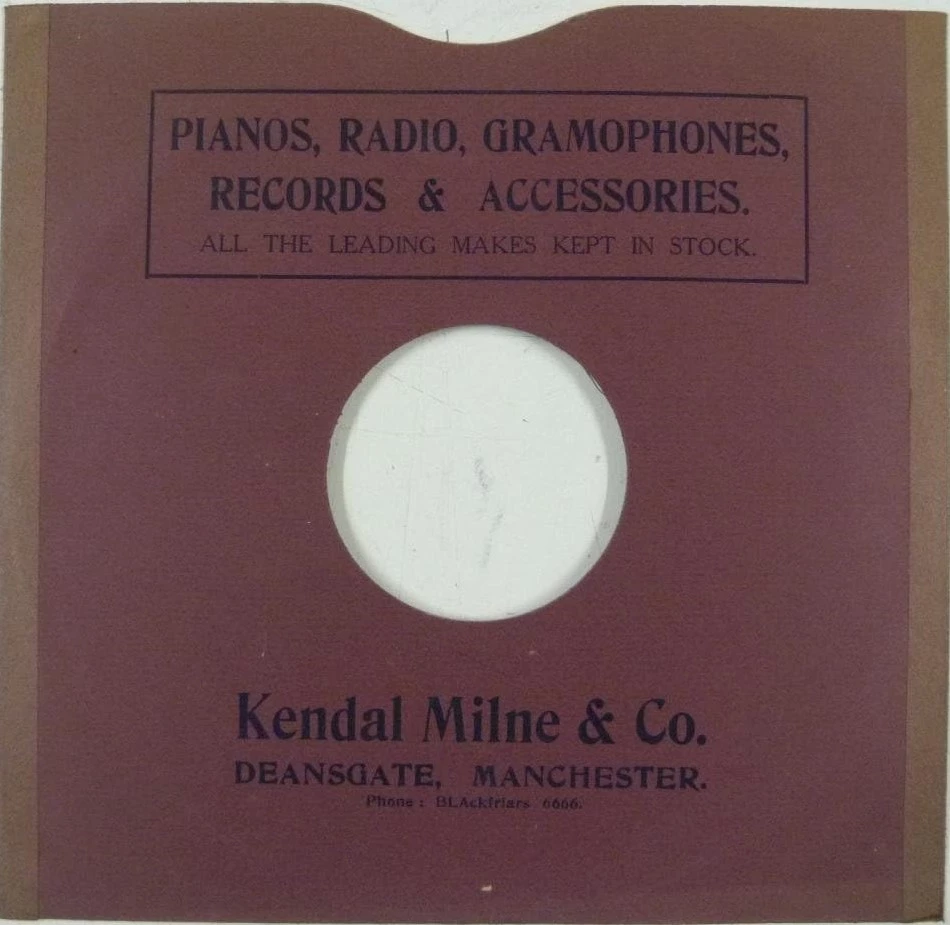 PIANOS, RADIO, GRAMOPHONES,
RECORDS & ACCESSORIES.
ALL THE LEADING MAKES KEPT IN STOCK.
Kendal Milne & Co.
DEANSGATE, MANCHESTER.
Phone : BLAckfriars 6666.